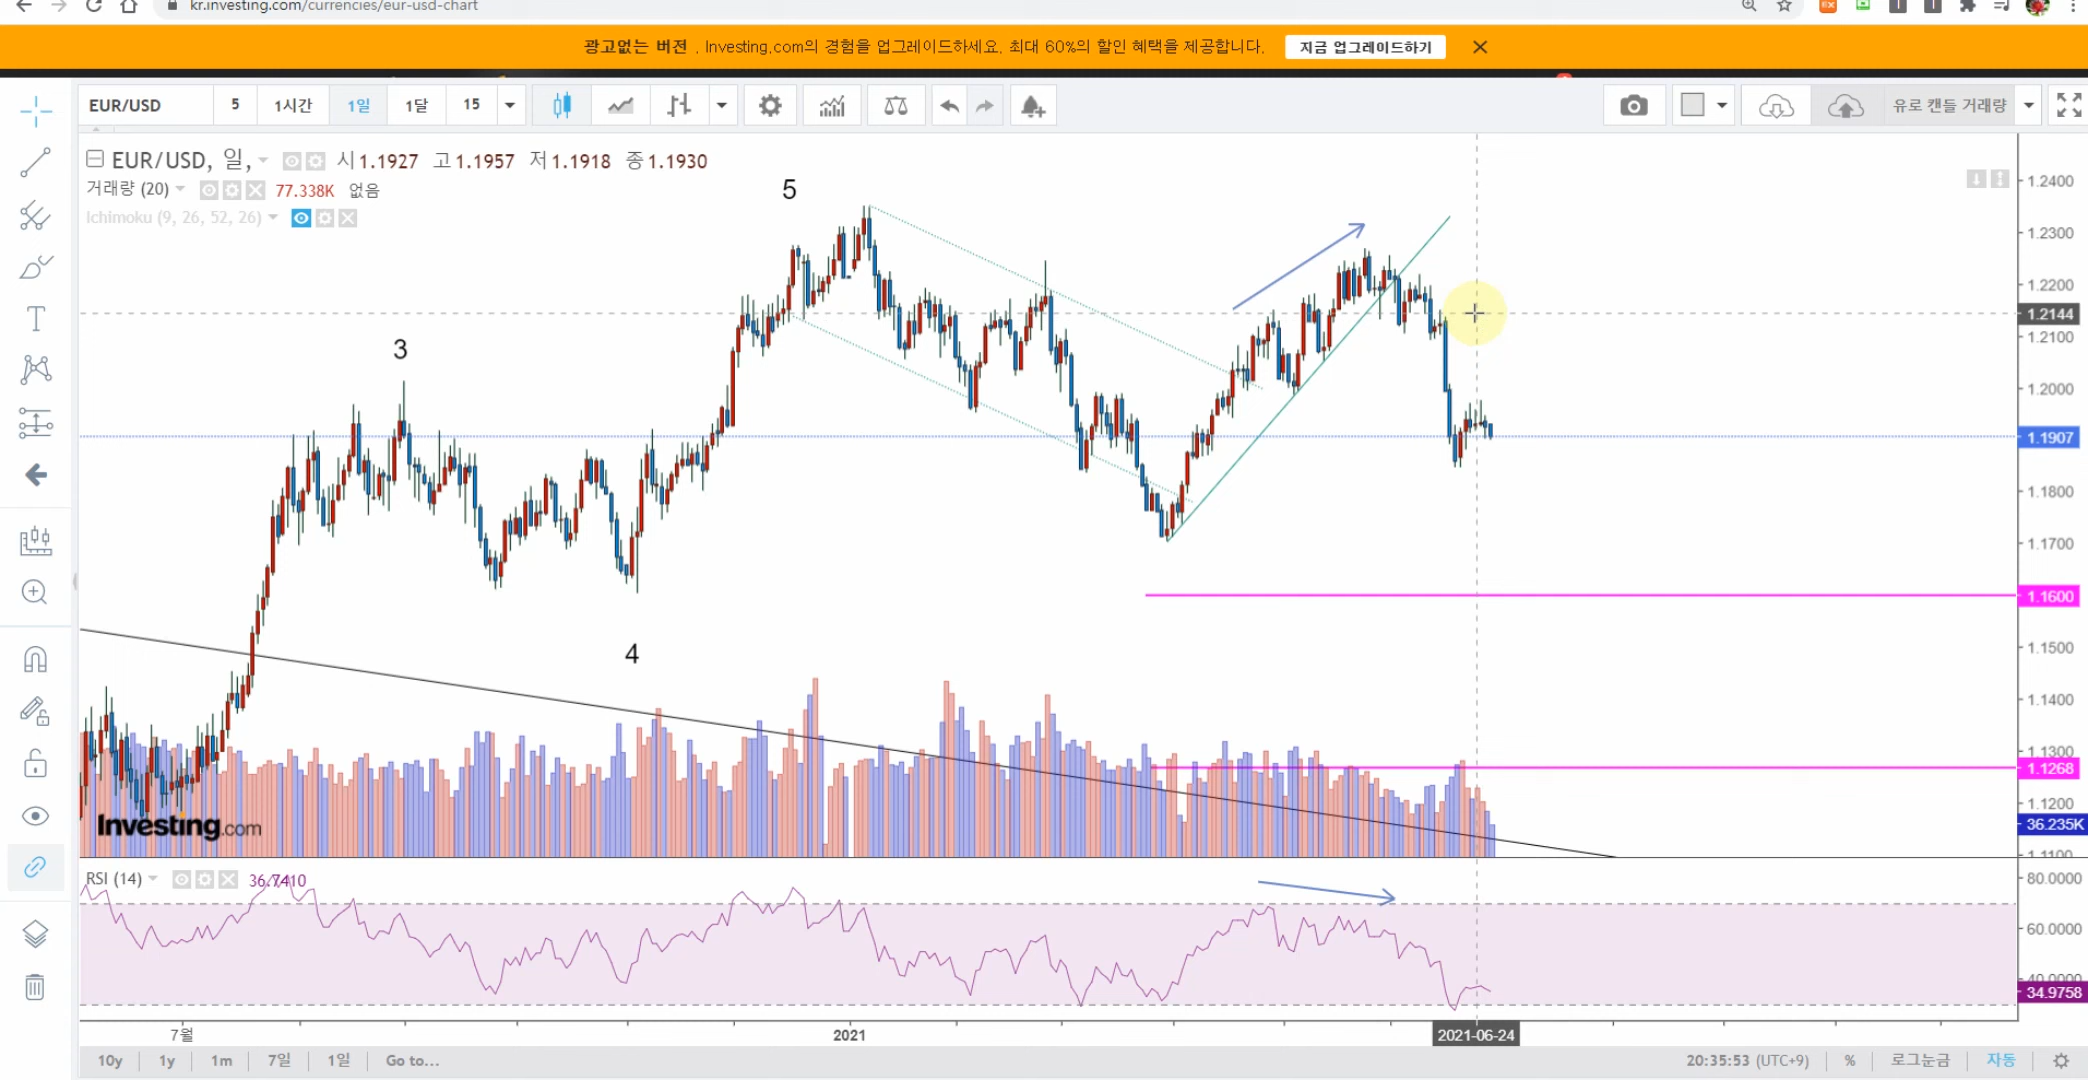 kr.investing.com/currencies/eur-usd-chart
광고없는 버전 . Investing.com의 경험을 업그레이드하세요. 최대 60%의 할인 혜택을 제공합니다. 지금 업그레이드하기
EUR/USD 5 1시간 1일 1달 15 유로 캔들 거래량
EUR/USD, 일, 시1.1927 고1.1957 저1.1918 종1.1930
거래량 (20) 77.338K 없음
Ichimoku (9, 26, 52, 26)
5
3
4
1.2400
1.2300
1.2200
1.2144
1.2100
1.2000
1.1907
1.1800
1.1700
1.1600
1.1500
1.1400
1.1300
1.1268
1.1200
36.235K
1.1100
Investing.com
RSI (14) 36.7410
80.0000
60.0000
40.0000
34.9758
7월 2021 2021-06-24
10y 1y 1m 7일 1일 Go to... 20:35:53 (UTC+9) % 로그눈금 자동